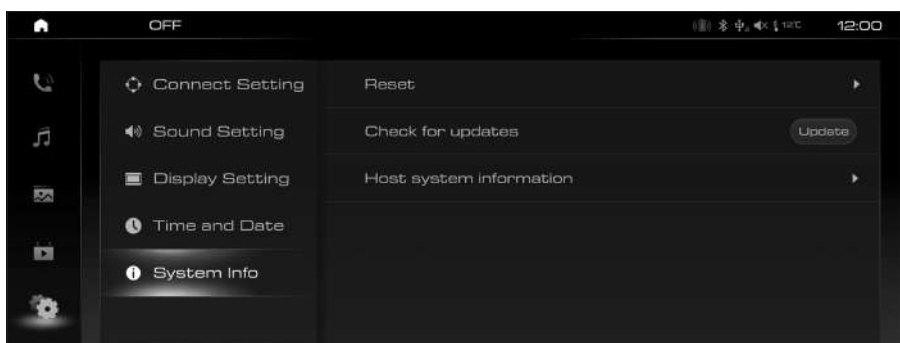 OFF
12°C
12:00
Connect Setting
Reset
Sound Setting
Check for updates
Update
Display Setting
Host system information
Time and Date
System Info